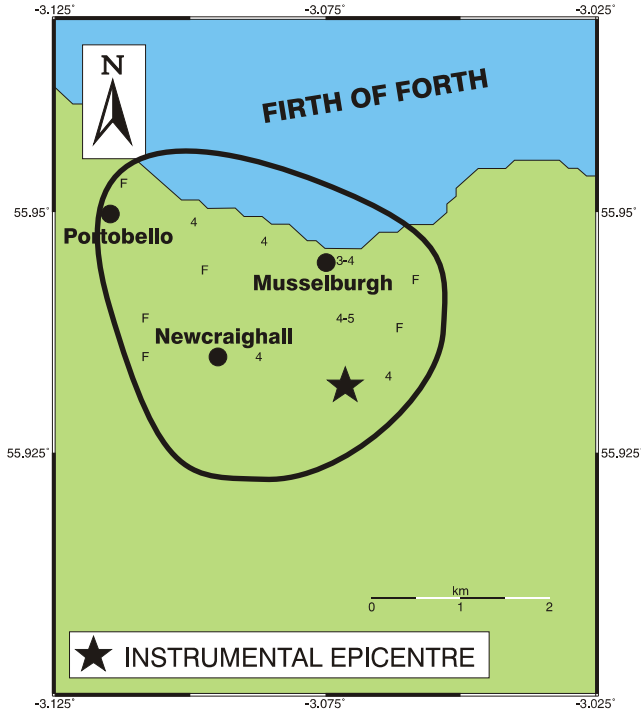 -3.125° -3.075° -3.025°
N
FIRTH OF FORTH
F
55.95° 55.95°
4
Portobello
4
3-4
F
Musselburgh
F
F
4-5
F
Newcraighall
F
4
4
55.925° 55.925°
km
0 1 2
INSTRUMENTAL EPICENTRE
-3.125° -3.075° -3.025°